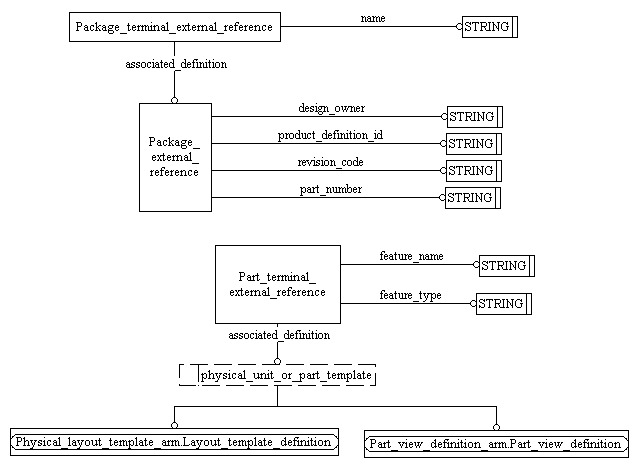 Package_terminal_external_reference
name
STRING
associated_definition
Package_
external_
reference
design_owner
STRING
product_definition_id
STRING
revision_code
STRING
part_number
STRING
Part_terminal_
external_reference
feature_name
STRING
feature_type
STRING
associated_definition
physical_unit_or_part_template
Physical_layout_template_arm.Layout_template_definition
Part_view_definition_arm.Part_view_definition